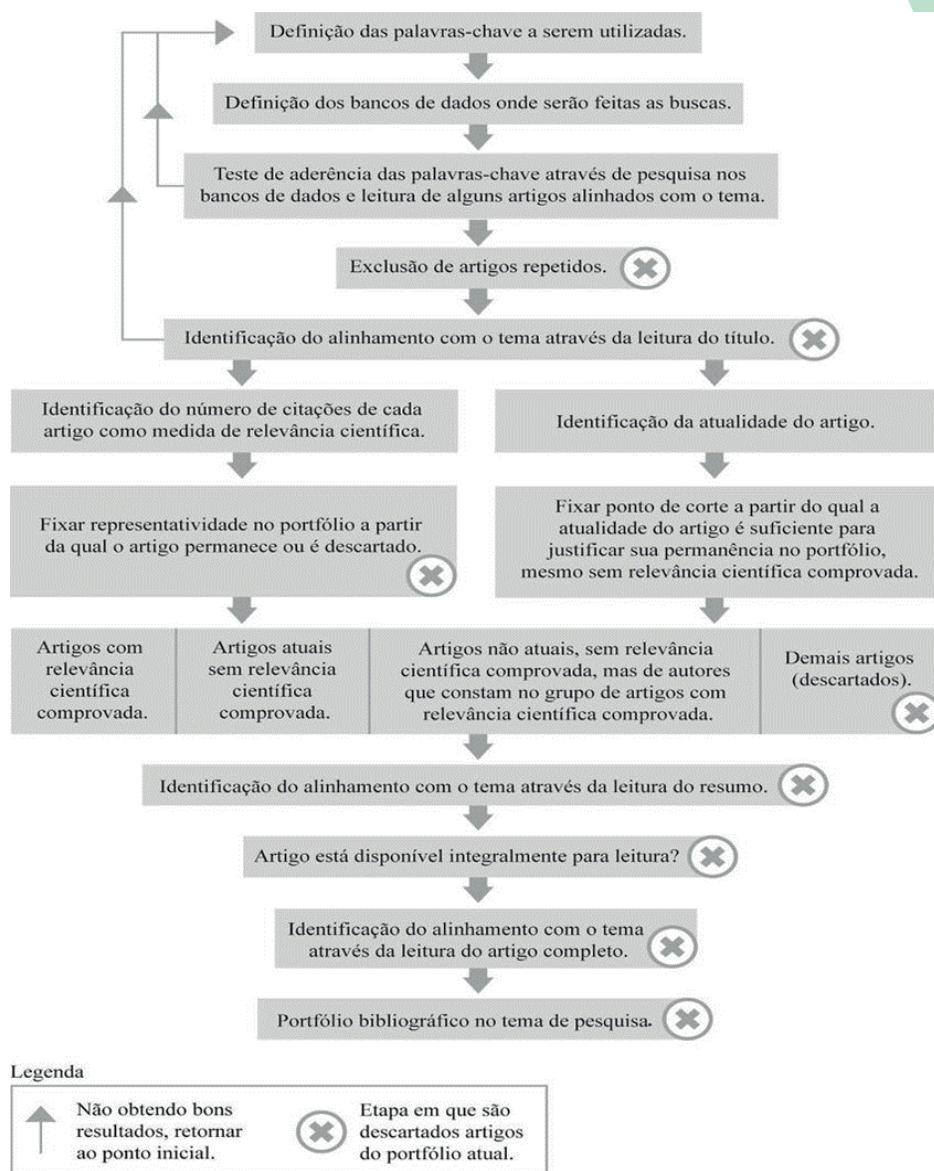 Definição das palavras-chave a serem utilizadas.
Definição dos bancos de dados onde serão feitas as buscas.
Teste de aderência das palavras-chave através de pesquisa nos
bancos de dados e leitura de alguns artigos alinhados com o tema.
Exclusão de artigos repetidos.
Identificação do alinhamento com o tema através da leitura do título.
Identificação do número de citações de cada
artigo como medida de relevância científica.
Identificação da atualidade do artigo.
Fixar representatividade no portfólio a partir
da qual o artigo permanece ou é descartado.
Fixar ponto de corte a partir do qual a
atualidade do artigo é suficiente para
justificar sua permanência no portfólio,
mesmo sem relevância científica comprovada.
Artigos com
relevância
científica
comprovada.
Artigos atuais
sem relevância
científica
comprovada.
Artigos não atuais, sem relevância
científica comprovada, mas de autores
que constam no grupo de artigos com
relevância científica comprovada.
Demais artigos
(descartados).
Identificação do alinhamento com o tema através da leitura do resumo.
Artigo está disponível integralmente para leitura?
Identificação do alinhamento com o tema
através da leitura do artigo completo.
Portfólio bibliográfico no tema de pesquisa.
Legenda
Não obtendo bons
resultados, retornar
ao ponto inicial.
Etapa em que são
descartados artigos
do portfólio atual.